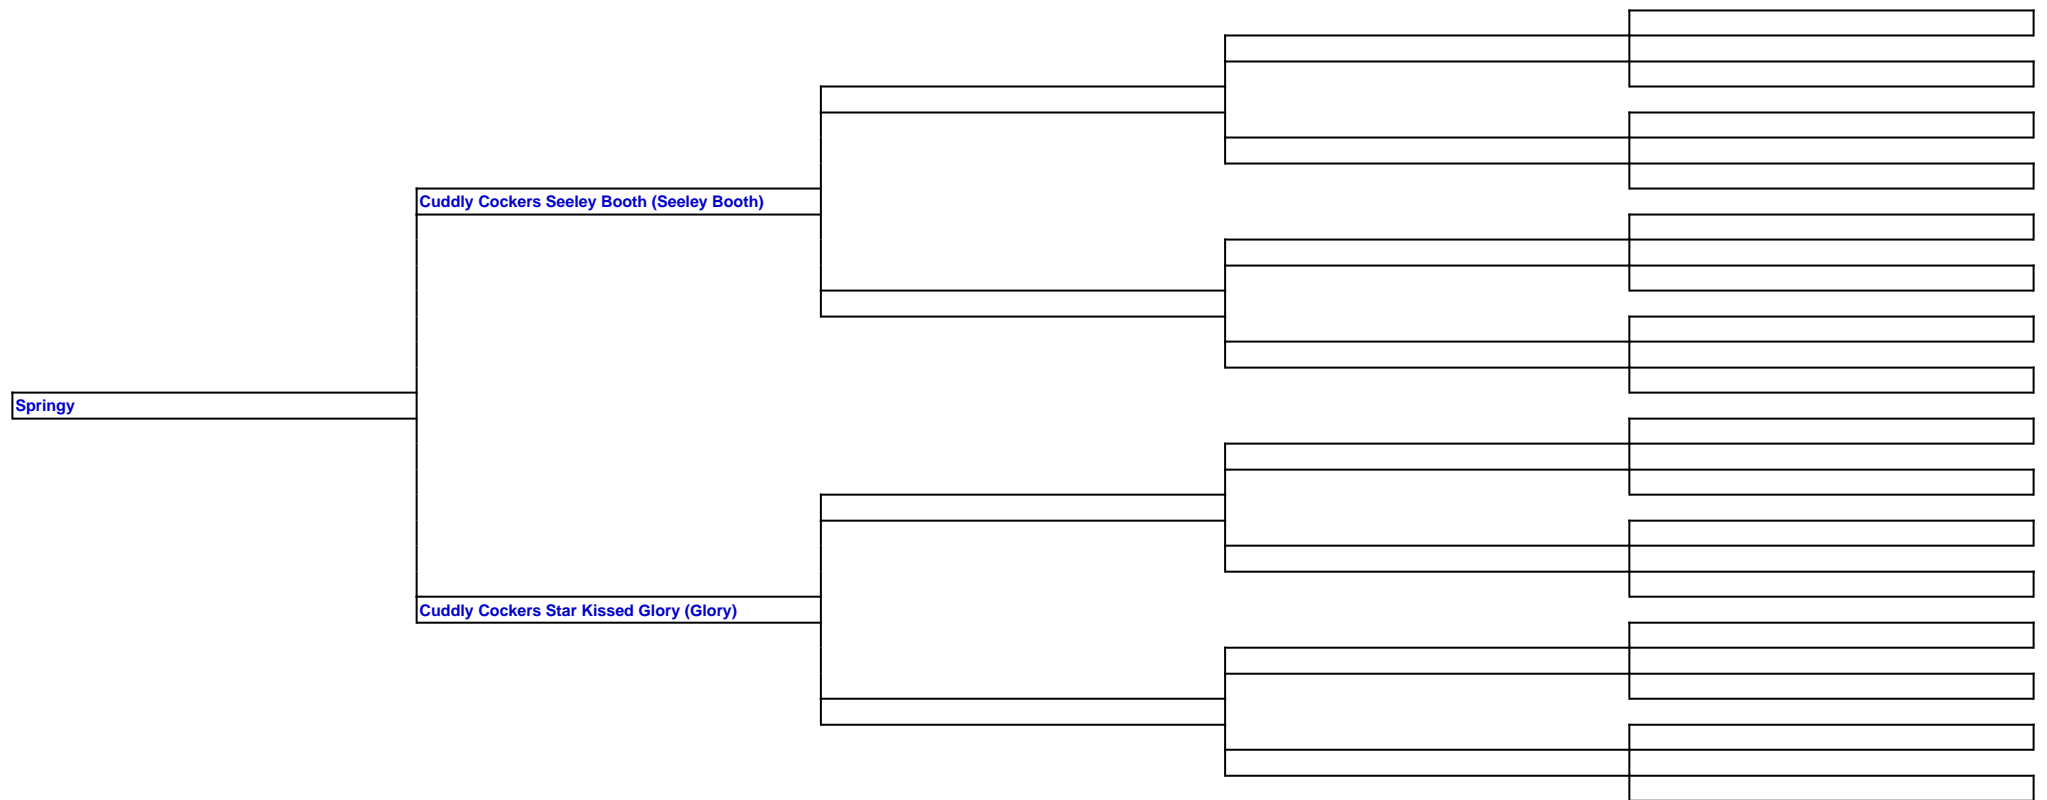 Cuddly Cockers Seeley Booth (Seeley Booth)
Springy
Cuddly Cockers Star Kissed Glory (Glory)